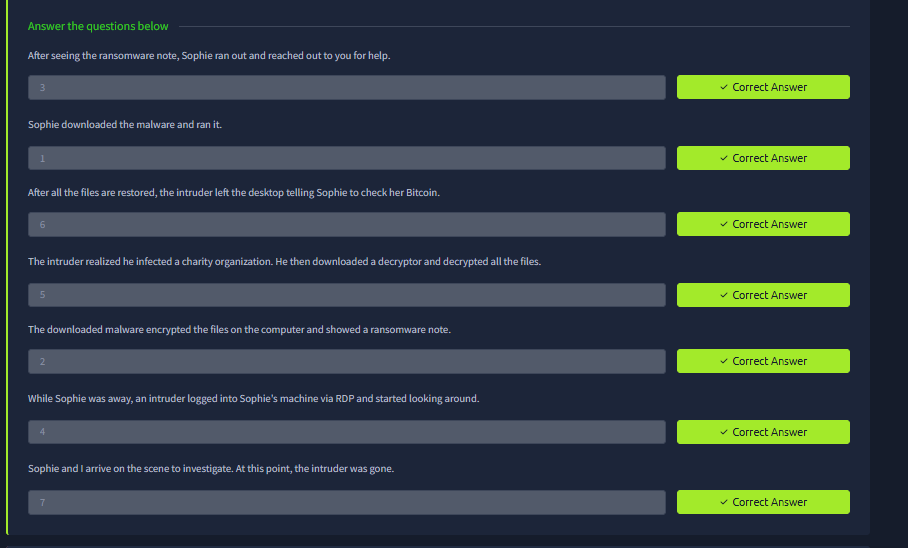 Answer the questions below
After seeing the ransomware note, Sophie ran out and reached out to you for help.
3
✓ Correct Answer
Sophie downloaded the malware and ran it.
1
✓ Correct Answer
After all the files are restored, the intruder left the desktop telling Sophie to check her Bitcoin.
6
✓ Correct Answer
The intruder realized he infected a charity organization. He then downloaded a decryptor and decrypted all the files.
5
✓ Correct Answer
The downloaded malware encrypted the files on the computer and showed a ransomware note.
2
✓ Correct Answer
While Sophie was away, an intruder logged into Sophie's machine via RDP and started looking around.
4
✓ Correct Answer
Sophie and I arrive on the scene to investigate. At this point, the intruder was gone.
7
✓ Correct Answer